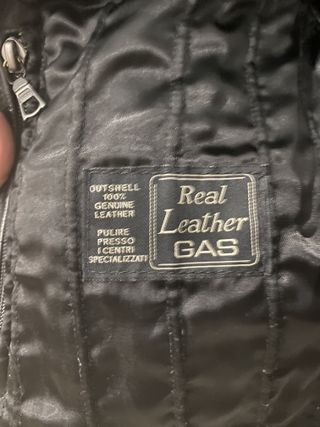 OUTSHELL
100%
GENUINE
LEATHER
PULIRE
PRESSO
I CENTRI
SPECIALIZZATI
Real
Leather
GAS